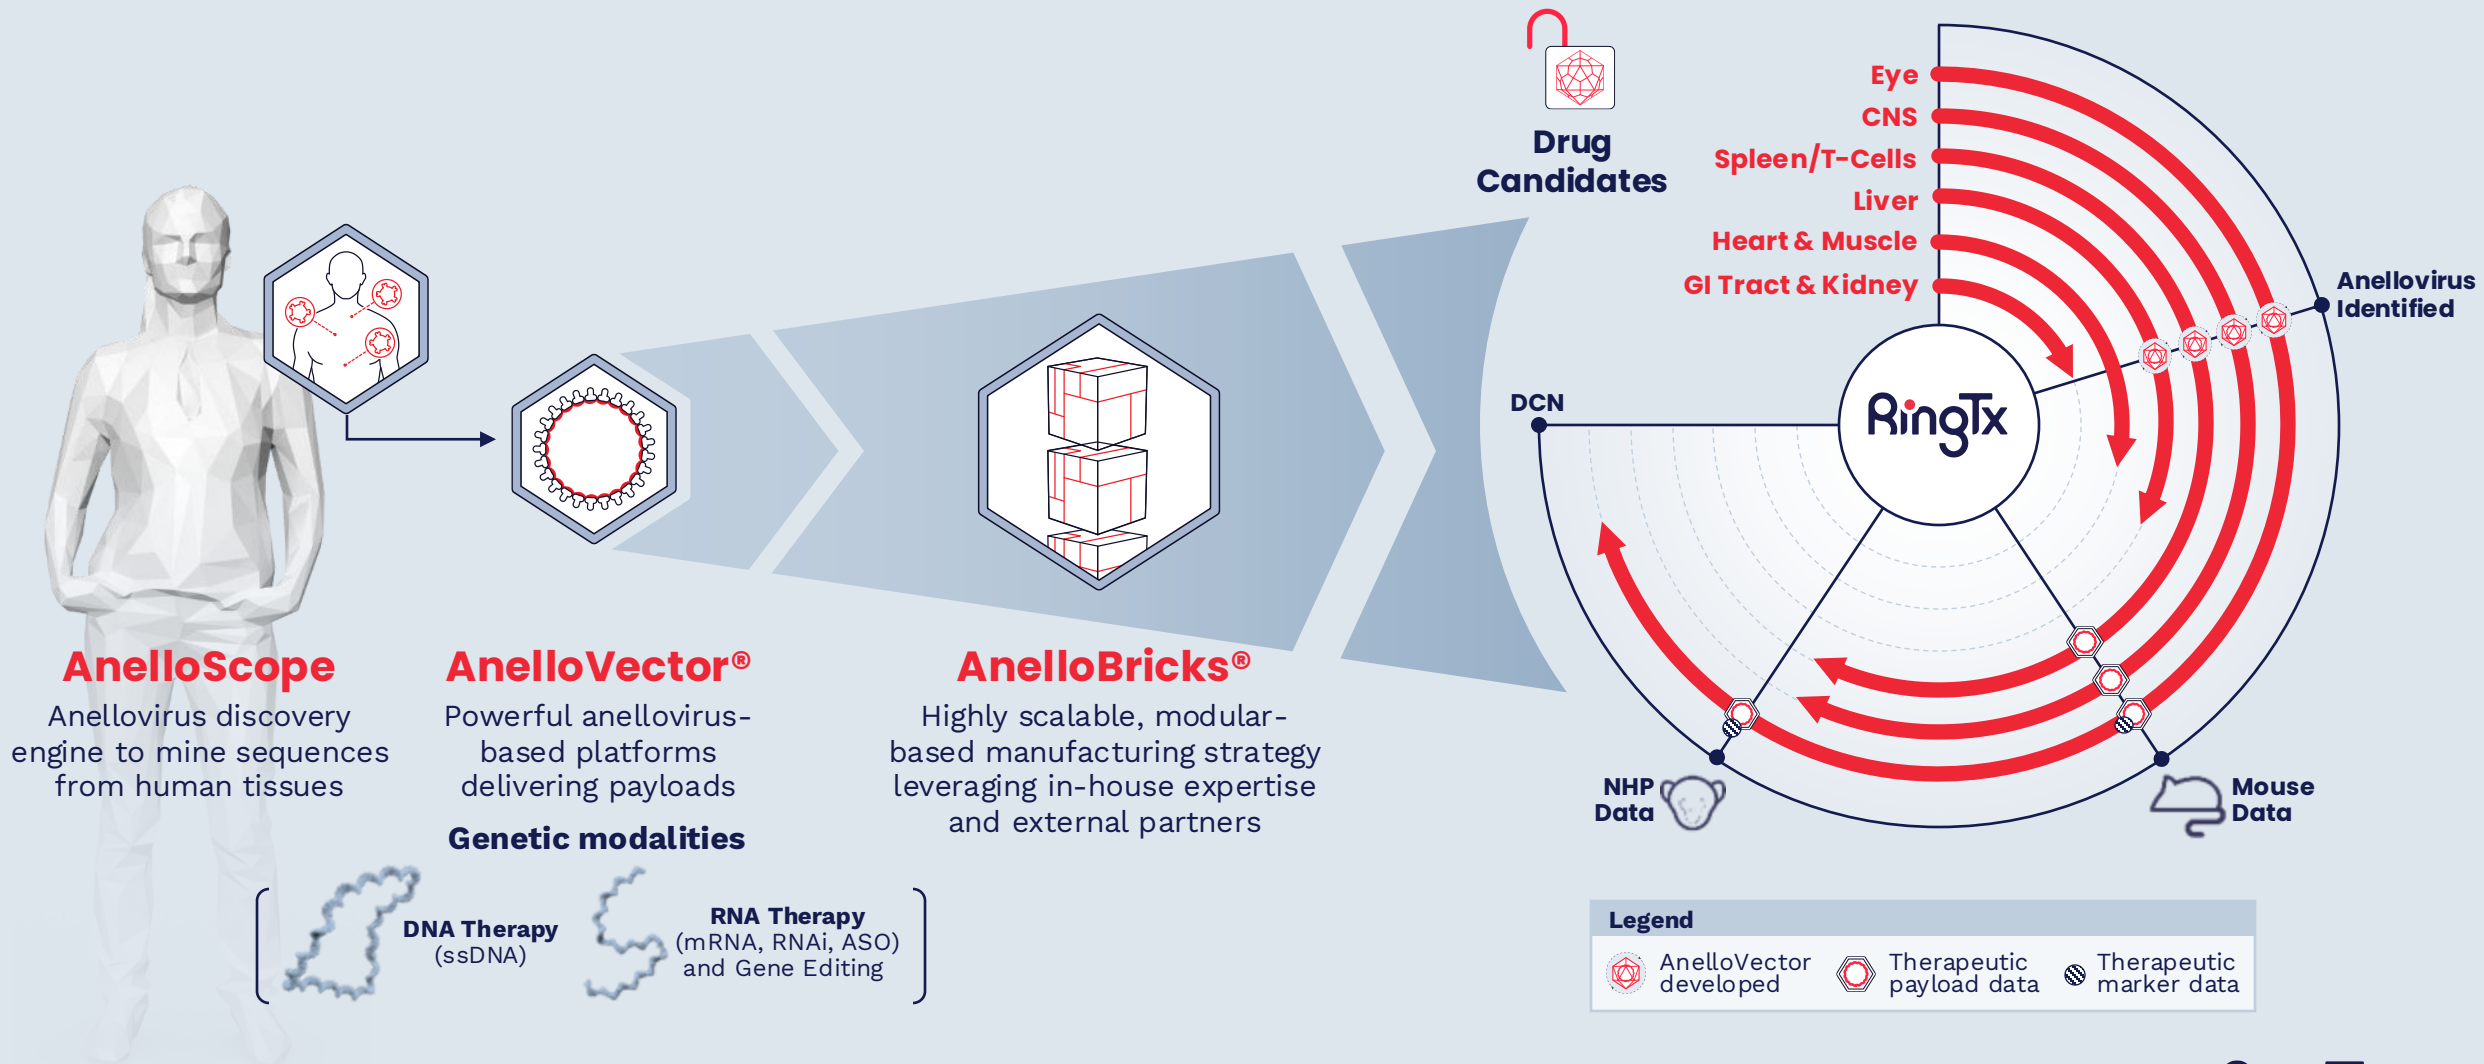 Drug
Candidates
Eye
CNS
Spleen/T-Cells
Liver
Heart & Muscle
GI Tract & Kidney
Anellovirus
Identified
DCN
RingTx
NHP
Data
Mouse
Data
AnelloScope
Anellovirus discovery
engine to mine sequences
from human tissues
AnelloVector®
Powerful anellovirus-
based platforms
delivering payloads
Genetic modalities
DNA Therapy
(ssDNA)
RNA Therapy
(mRNA, RNAi, ASO)
and Gene Editing
AnelloBricks®
Highly scalable, modular-
based manufacturing strategy
leveraging in-house expertise
and external partners
Legend
AnelloVector
developed
Therapeutic
payload data
Therapeutic
marker data